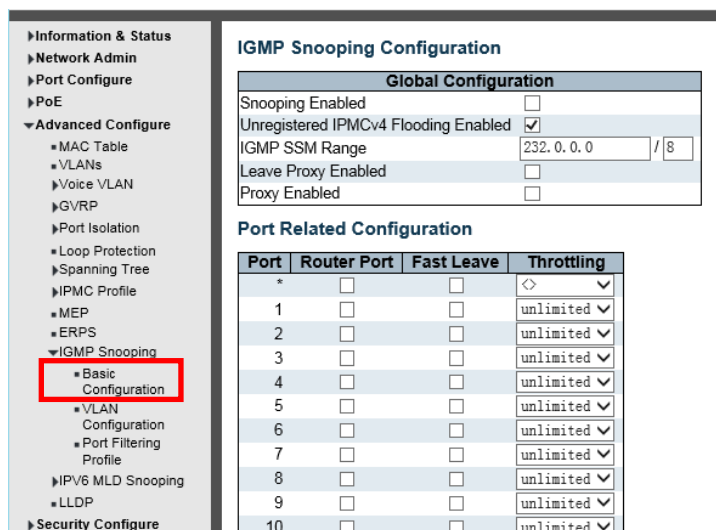 Information & Status
Network Admin
Port Configure
PoE
Advanced Configure
MAC Table
VLANs
Voice VLAN
GVRP
Port Isolation
Loop Protection
Spanning Tree
IPMC Profile
MEP
ERPS
IGMP Snooping
Basic
Configuration
VLAN
Configuration
Port Filtering
Profile
IPV6 MLD Snooping
LLDP
Security Configure
IGMP Snooping Configuration
Global Configuration
Snooping Enabled
Unregistered IPMCv4 Flooding Enabled
IGMP SSM Range 232.0.0.0 / 8
Leave Proxy Enabled
Proxy Enabled
Port Related Configuration
Port Router Port Fast Leave Throttling
* <>
1 unlimited
2 unlimited
3 unlimited
4 unlimited
5 unlimited
6 unlimited
7 unlimited
8 unlimited
9 unlimited
10 unlimited